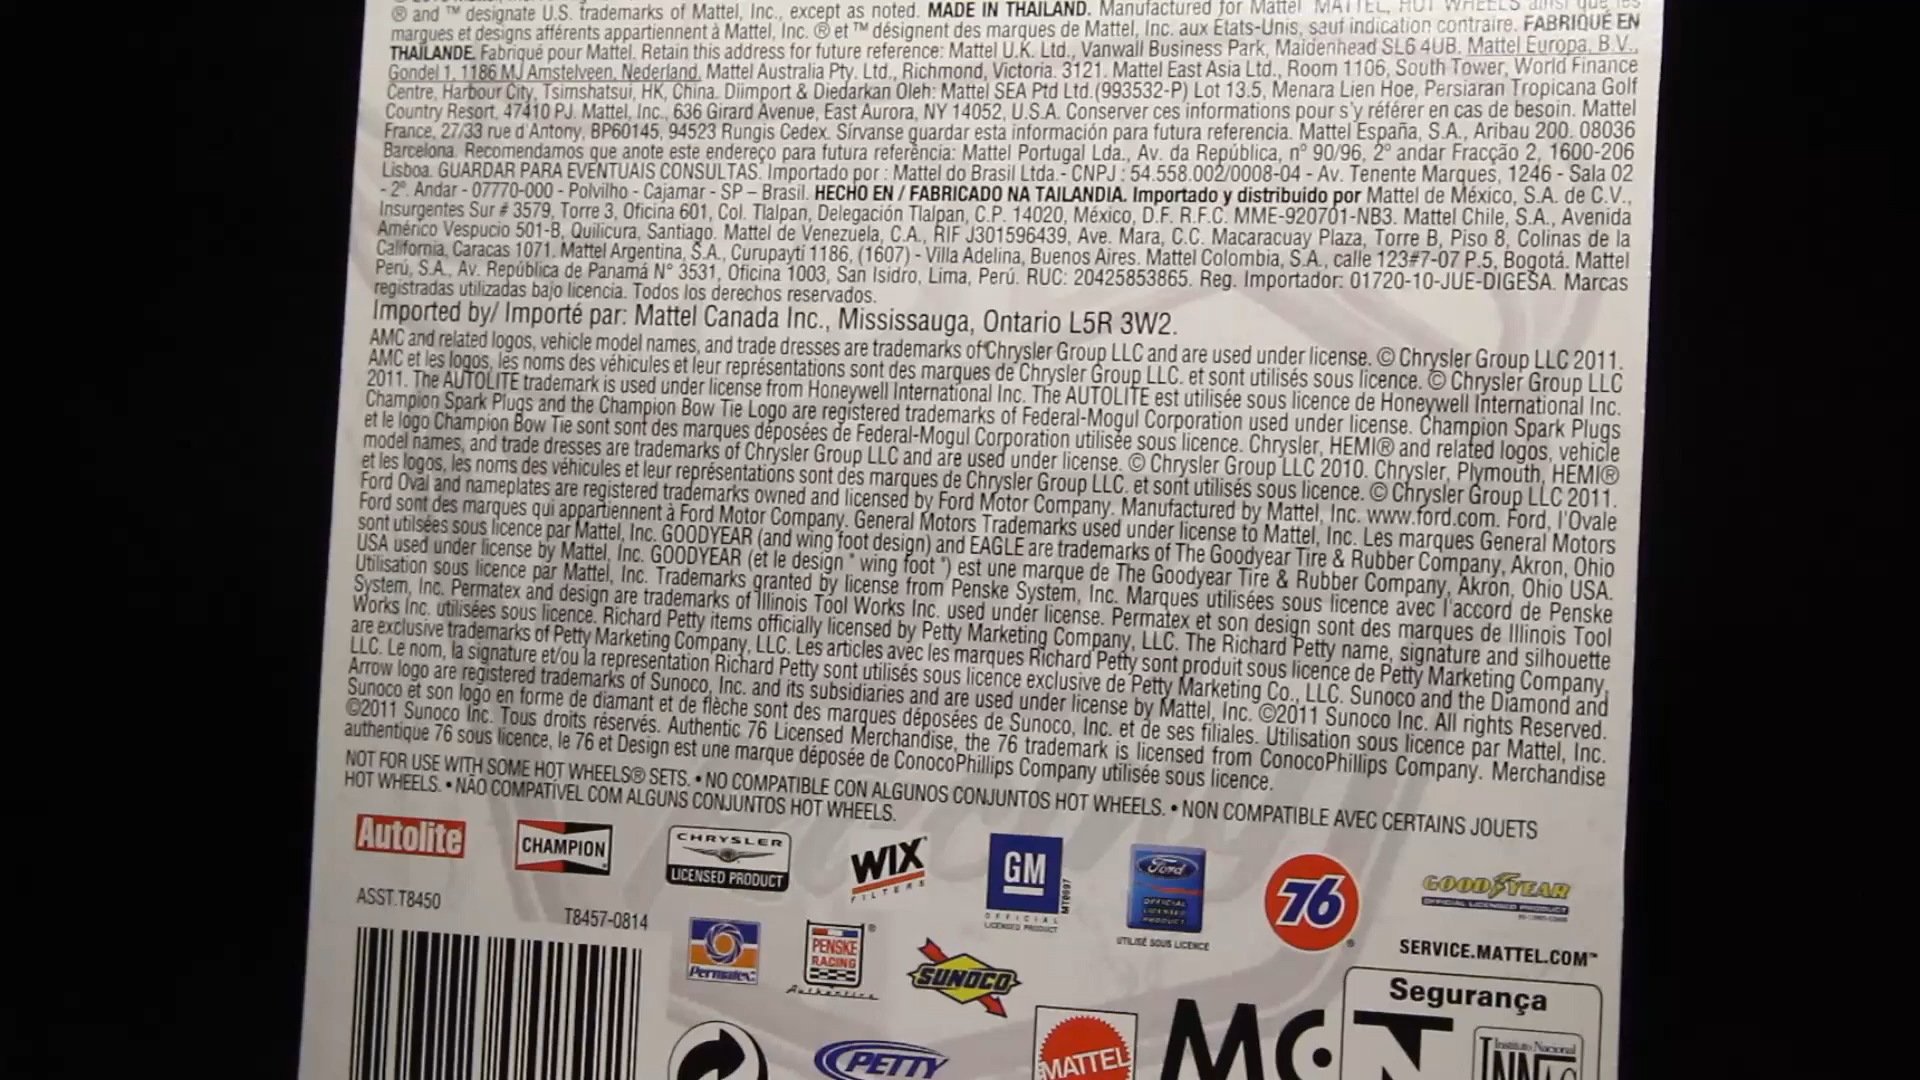 ® and ™ designate U.S. trademarks of Mattel, Inc., except as noted. MADE IN THAILAND. Manufactured for Mattel MATTEL, HOT WHEELS ainsi que les
marques et designs afférents appartiennent à Mattel, Inc. ® et ™ désignent des marques de Mattel, Inc. aux Etats-Unis, sauf indication contraire. FABRIQUÉ EN
THAÏLANDE. Fabriqué pour Mattel. Retain this address for future reference: Mattel U.K. Ltd., Vanwall Business Park, Maidenhead SL6 4UB. Mattel Europa, B.V.,
Gondel 1, 1186 MJ Amstelveen, Nederland. Mattel Australia Pty. Ltd., Richmond, Victoria. 3121. Mattel East Asia Ltd., Room 1106, South Tower, World Finance
Centre, Harbour City, Tsimshatsui, HK, China. Diimport & Diedarkan Oleh: Mattel SEA Ptd Ltd.(993532-P) Lot 13.5, Menara Lien Hoe, Persiaran Tropicana Golf
Country Resort, 47410 PJ. Mattel, Inc., 636 Girard Avenue, East Aurora, NY 14052, U.S.A. Conserver ces informations pour s'y référer en cas de besoin. Mattel
France, 27/33 rue d'Antony, BP60145, 94523 Rungis Cedex. Sírvanse guardar esta información para futura referencia. Mattel España, S.A., Aribau 200. 08036
Barcelona. Recomendamos que anote este endereço para futura referência: Mattel Portugal Lda., Av. da República, nº 90/96, 2º andar Fracção 2, 1600-206
Lisboa. GUARDAR PARA EVENTUAIS CONSULTAS. Importado por : Mattel do Brasil Ltda.- CNPJ : 54.558.002/0008-04 - Av. Tenente Marques, 1246 - Sala 02
- 2º. Andar - 07770-000 - Polvilho - Cajamar - SP – Brasil. HECHO EN / FABRICADO NA TAILANDIA. Importado y distribuido por Mattel de México, S.A. de C.V.,
Insurgentes Sur # 3579, Torre 3, Oficina 601, Col. Tlalpan, Delegación Tlalpan, C.P. 14020, México, D.F. R.F.C. MME-920701-NB3. Mattel Chile, S.A., Avenida
Américo Vespucio 501-B, Quilicura, Santiago. Mattel de Venezuela, C.A., RIF J301596439, Ave. Mara, C.C. Macaracuay Plaza, Torre B, Piso 8, Colinas de la
California, Caracas 1071. Mattel Argentina, S.A., Curupaytí 1186, (1607) - Villa Adelina, Buenos Aires. Mattel Colombia, S.A., calle 123#7-07 P.5, Bogotá. Mattel
Perú, S.A., Av. República de Panamá N° 3531, Oficina 1003, San Isidro, Lima, Perú. RUC: 20425853865. Reg. Importador: 01720-10-JUE-DIGESA. Marcas
registradas utilizadas bajo licencia. Todos los derechos reservados.
Imported by/ Importé par: Mattel Canada Inc., Mississauga, Ontario L5R 3W2.
AMC and related logos, vehicle model names, and trade dresses are trademarks of Chrysler Group LLC and are used under license. © Chrysler Group LLC 2011.
AMC et les logos, les noms des véhicules et leur représentations sont des marques de Chrysler Group LLC. et sont utilisés sous licence. © Chrysler Group LLC
2011. The AUTOLITE trademark is used under license from Honeywell International Inc. The AUTOLITE est utilisée sous licence de Honeywell International Inc.
Champion Spark Plugs and the Champion Bow Tie Logo are registered trademarks of Federal-Mogul Corporation used under license. Champion Spark Plugs
et le logo Champion Bow Tie sont sont des marques déposées de Federal-Mogul Corporation utilisée sous licence. Chrysler, HEMI® and related logos, vehicle
model names, and trade dresses are trademarks of Chrysler Group LLC and are used under license. © Chrysler Group LLC 2010. Chrysler, Plymouth, HEMI®
et les logos, les noms des véhicules et leur représentations sont des marques de Chrysler Group LLC. et sont utilisés sous licence. © Chrysler Group LLC 2011.
Ford Oval and nameplates are registered trademarks owned and licensed by Ford Motor Company. Manufactured by Mattel, Inc. www.ford.com. Ford, l'Ovale
Ford sont des marques qui appartiennent à Ford Motor Company. General Motors Trademarks used under license to Mattel, Inc. Les marques General Motors
sont utilsées sous licence par Mattel, Inc. GOODYEAR (and wing foot design) and EAGLE are trademarks of The Goodyear Tire & Rubber Company, Akron, Ohio
USA used under license by Mattel, Inc. GOODYEAR (et le design " wing foot ") est une marque de The Goodyear Tire & Rubber Company, Akron, Ohio USA.
Utilisation sous licence par Mattel, Inc. Trademarks granted by license from Penske System, Inc. Marques utilisées sous licence avec l'accord de Penske
System, Inc. Permatex and design are trademarks of Illinois Tool Works Inc. used under license. Permatex et son design sont des marques de Illinois Tool
Works Inc. utilisées sous licence. Richard Petty items officially licensed by Petty Marketing Company, LLC. The Richard Petty name, signature and silhouette
are exclusive trademarks of Petty Marketing Company, LLC. Les articles avec les marques Richard Petty sont produit sous licence de Petty Marketing Company,
LLC. Le nom, la signature et/ou la representation Richard Petty sont utilisés sous licence exclusive de Petty Marketing Co., LLC. Sunoco and the Diamond and
Arrow logo are registered trademarks of Sunoco, Inc. and its subsidiaries and are used under license by Mattel, Inc. ©2011 Sunoco Inc. All rights Reserved.
Sunoco et son logo en forme de diamant et de flèche sont des marques déposées de Sunoco, Inc. et de ses filiales. Utilisation sous licence par Mattel, Inc.
©2011 Sunoco Inc. Tous droits réservés. Authentic 76 Licensed Merchandise, the 76 trademark is licensed from ConocoPhillips Company. Merchandise
authentique 76 sous licence, le 76 et Design est une marque déposée de ConocoPhillips Company utilisée sous licence.
NOT FOR USE WITH SOME HOT WHEELS® SETS. • NO COMPATIBLE CON ALGUNOS CONJUNTOS HOT WHEELS. • NON COMPATIBLE AVEC CERTAINS JOUETS
HOT WHEELS. • NÃO COMPATÍVEL COM ALGUNS CONJUNTOS HOT WHEELS.
Autolite
CHAMPION
CHRYSLER
LICENSED PRODUCT
WIX
FILTERS
GM
OFFICIAL
LICENSED PRODUCT
Ford
OFFICIAL
LICENSED
PRODUCT
UTILISÉ SOUS LICENCE
76
GOODYEAR
OFFICIAL LICENSED PRODUCT
ASST.T8450
T8457-0814
Permatex
PENSKE
RACING
Authentics
SUNOCO
SERVICE.MATTEL.COM™
Segurança
PETTY
MATTEL
Instituto Nacional